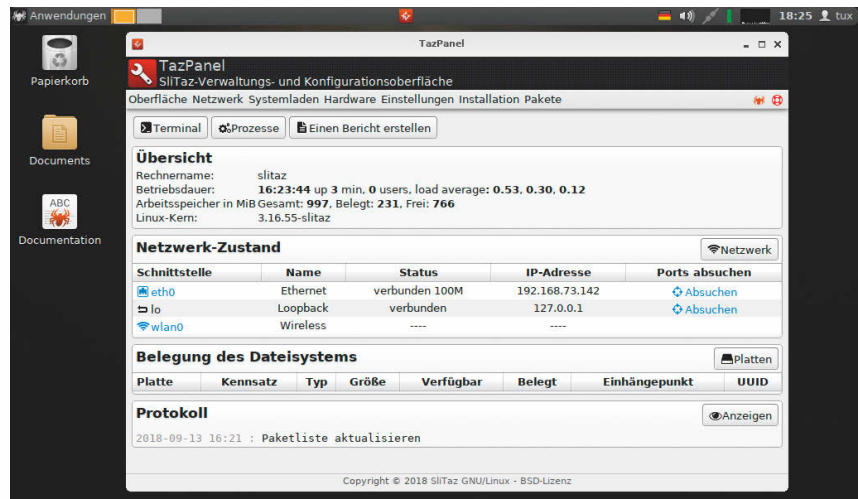 Anwendungen 18:25 tux
TazPanel
Papierkorb
Documents
ABC
Documentation
TazPanel
SliTaz-Verwaltungs- und Konfigurationsoberfläche
Oberfläche Netzwerk Systemladen Hardware Einstellungen Installation Pakete
Terminal Prozesse Einen Bericht erstellen
Übersicht
Rechnername: slitaz
Betriebsdauer: 16:23:44 up 3 min, 0 users, load average: 0.53, 0.30, 0.12
Arbeitsspeicher in MiB Gesamt: 997, Belegt: 231, Frei: 766
Linux-Kern: 3.16.55-slitaz
Netzwerk-Zustand Netzwerk
Schnittstelle Name Status IP-Adresse Ports absuchen
eth0 Ethernet verbunden 100M 192.168.73.142 Absuchen
lo Loopback verbunden 127.0.0.1 Absuchen
wlan0 Wireless ---- ----
Belegung des Dateisystems Platten
Platte Kennsatz Typ Größe Verfügbar Belegt Einhängepunkt UUID
Protokoll Anzeigen
2018-09-13 16:21 : Paketliste aktualisieren
Copyright © 2018 SliTaz GNU/Linux - BSD-Lizenz